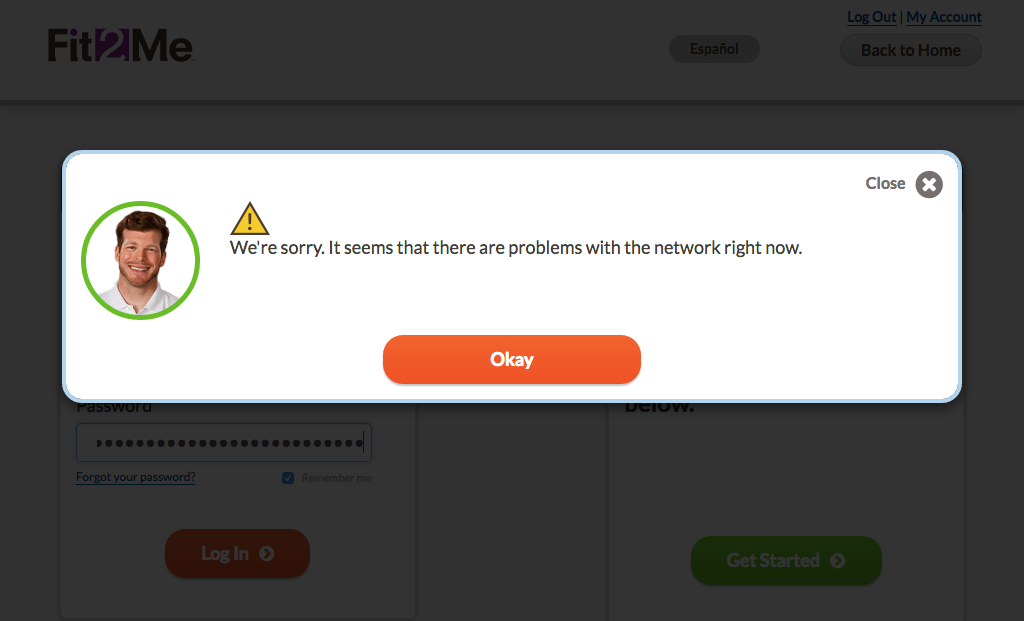 Log Out | My Account
Fit2Me
Español
Back to Home
Close
We're sorry. It seems that there are problems with the network right now.
Okay
Password
below.
Forgot your password?
Remember me
Log In
Get Started